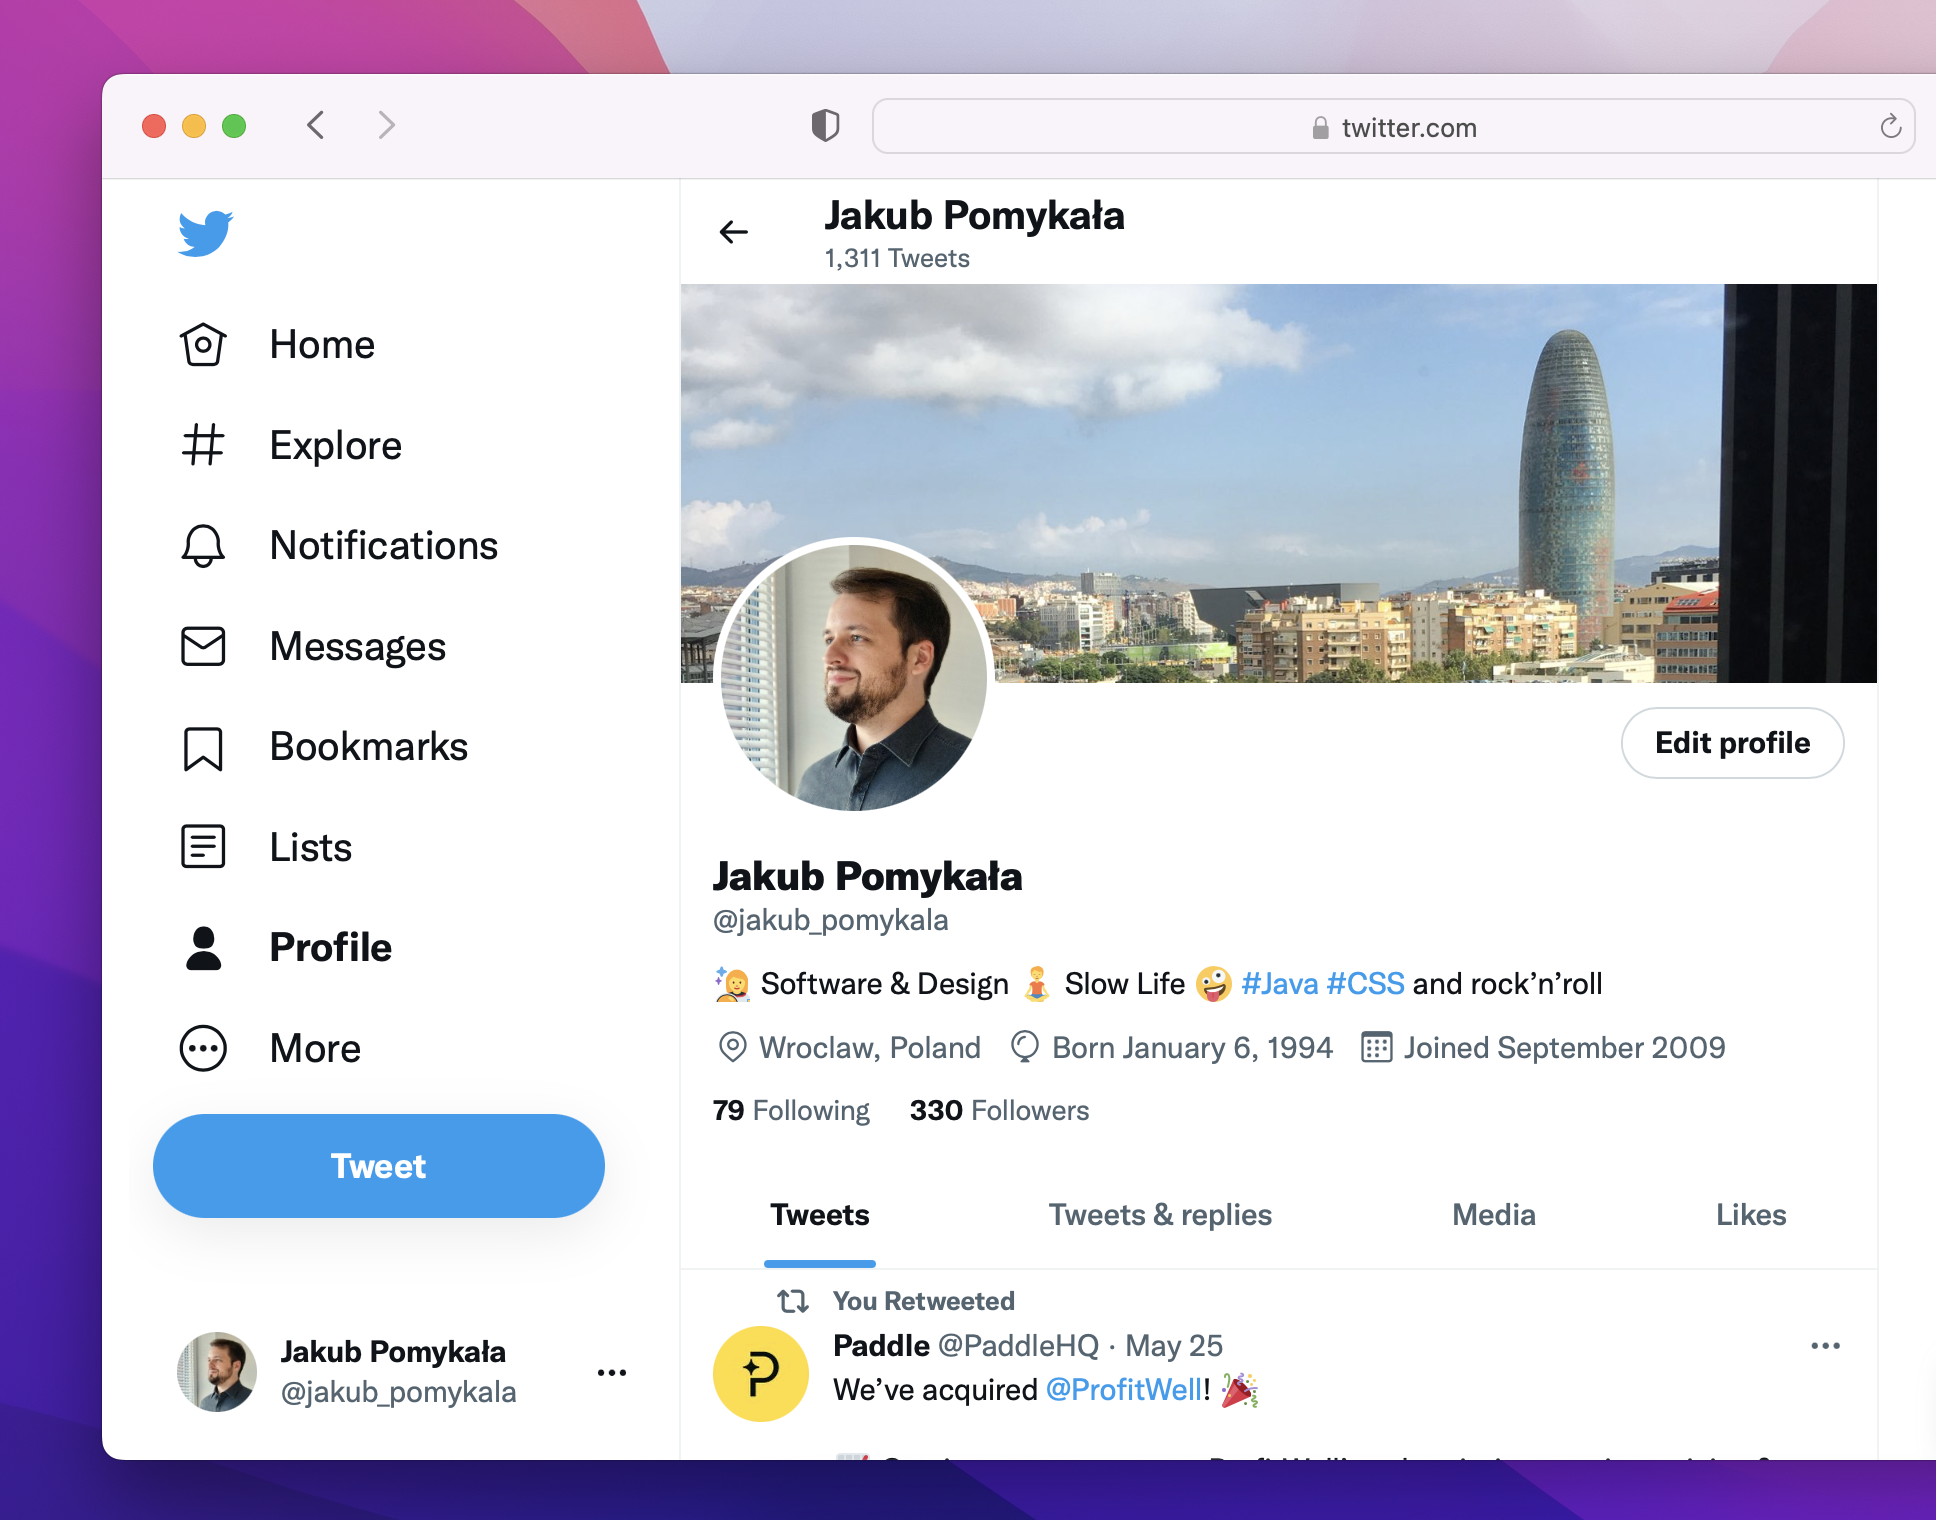 twitter.com
Home
Explore
Notifications
Messages
Bookmarks
Lists
Profile
More
Tweet
Jakub Pomykała
@jakub_pomykala
Jakub Pomykała
1,311 Tweets
Edit profile
Jakub Pomykała
@jakub_pomykala
Software & Design Slow Life #Java #CSS and rock’n’roll
Wroclaw, Poland Born January 6, 1994 Joined September 2009
79 Following 330 Followers
Tweets Tweets & replies Media Likes
You Retweeted
Paddle @PaddleHQ · May 25
We’ve acquired @ProfitWell!